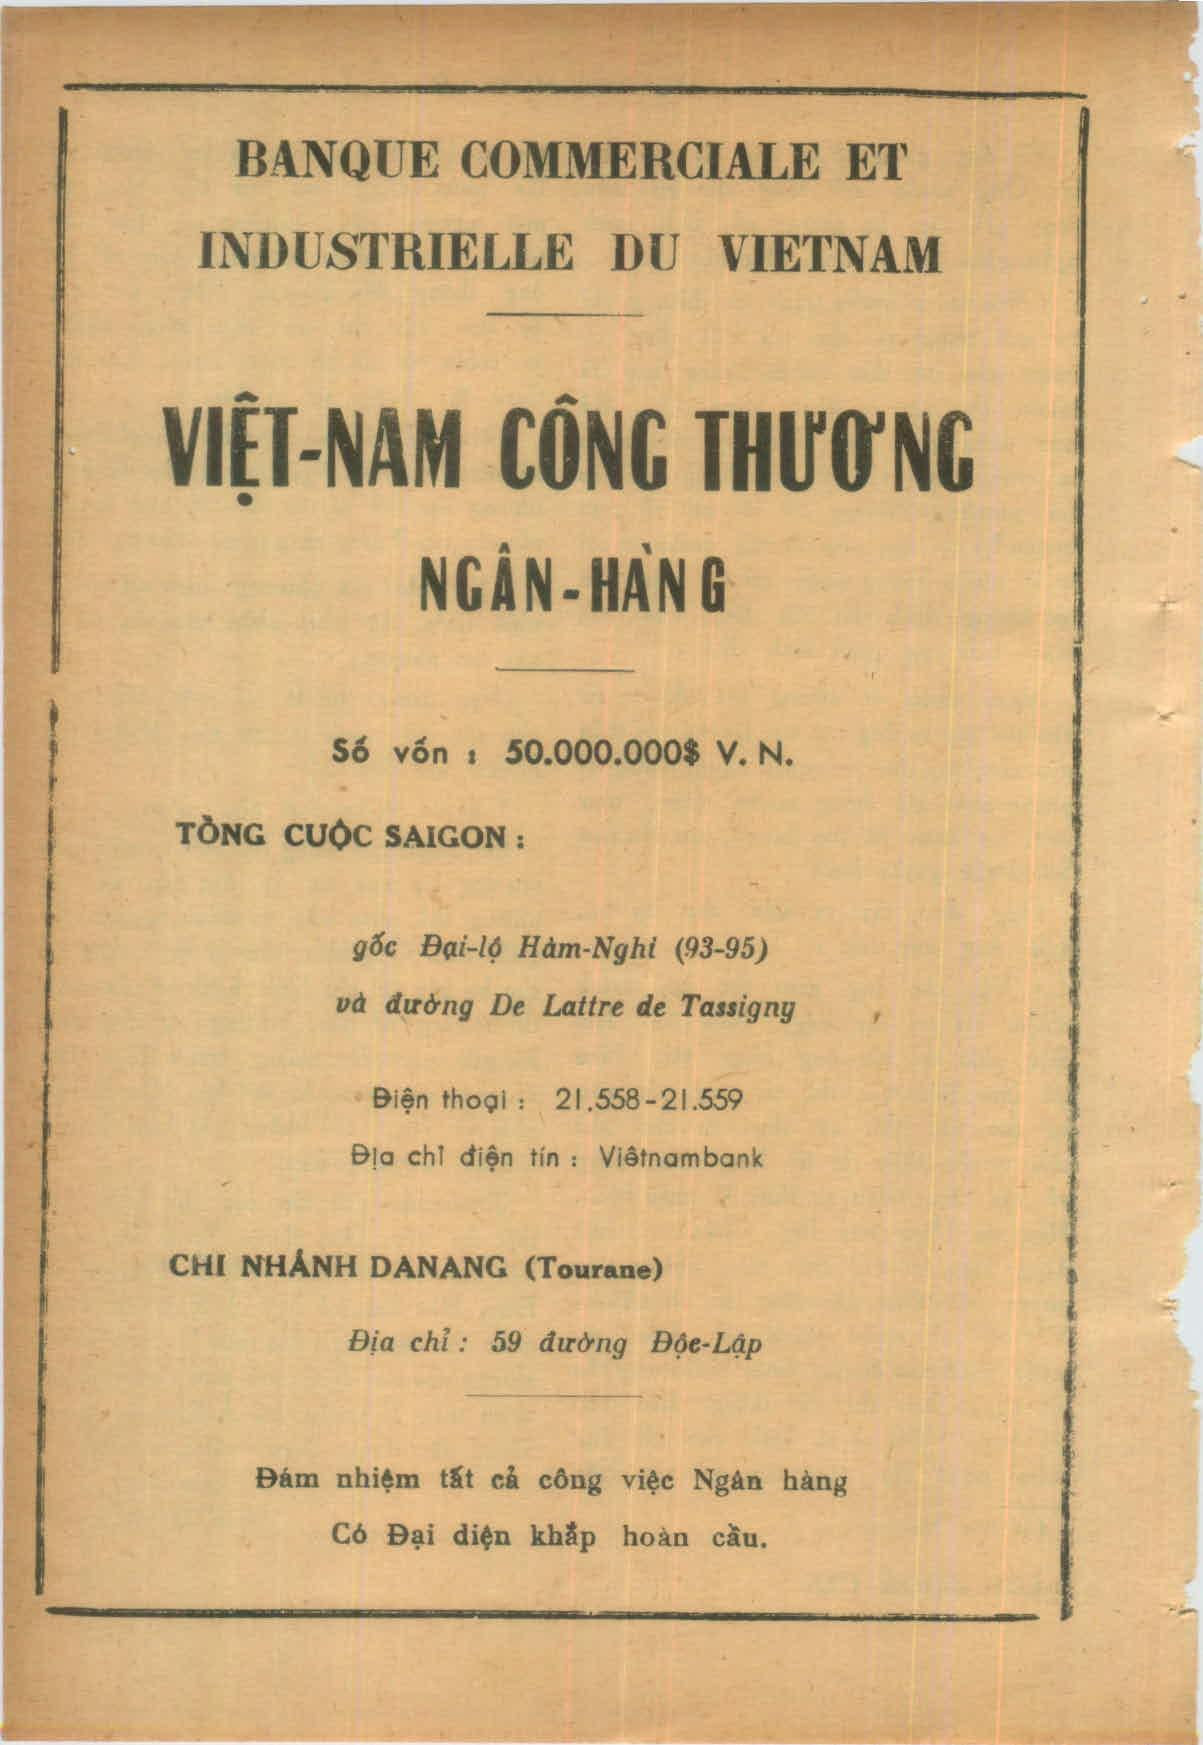 BANQUE COMMERCIALE ET
INDUSTRIELLE DU VIETNAM
VIỆT-NAM CÔNG THƯƠNG
NGÂN-HÀNG
Số vốn : 50.000.000$ V. N.
TỔNG CUỘC SAIGON :
gốc Đại-lộ Hàm-Nghi (93-95)
và đường De Lattre de Tassigny
Điện thoại : 21.558-21.559
Địa chỉ điện tín : Viêtnambank
CHI NHÁNH DANANG (Tourane)
Địa chỉ : 59 đường Độc-Lập
Đảm nhiệm tất cả công việc Ngân hàng
Có Đại diện khắp hoàn cầu.